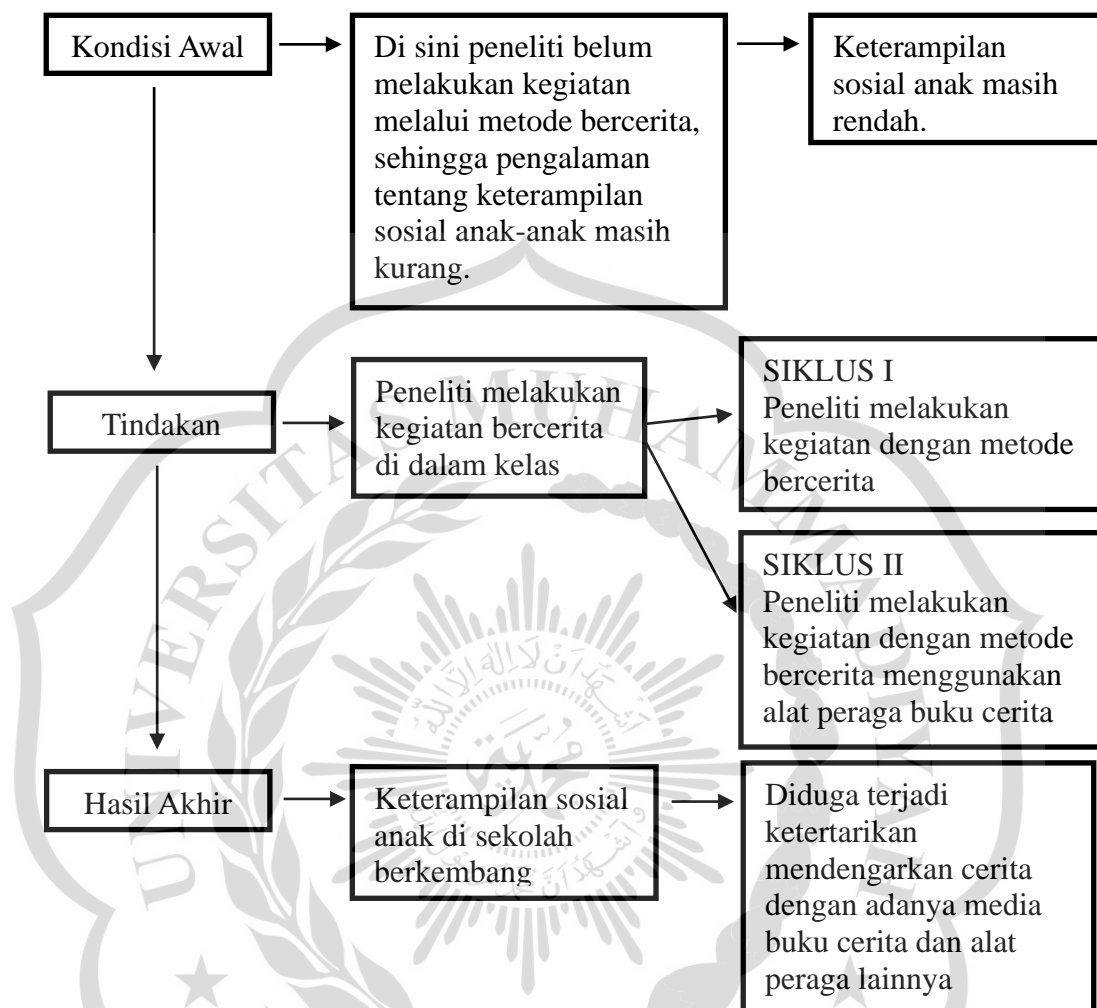 Kondisi Awal
Di sini peneliti belum
melakukan kegiatan
melalui metode bercerita,
sehingga pengalaman
tentang keterampilan
sosial anak-anak masih
kurang.
Keterampilan
sosial anak masih
rendah.
Tindakan
Peneliti melakukan
kegiatan bercerita
di dalam kelas
SIKLUS I
Peneliti melakukan
kegiatan dengan metode
bercerita
SIKLUS II
Peneliti melakukan
kegiatan dengan metode
bercerita menggunakan
alat peraga buku cerita
Hasil Akhir
Keterampilan sosial
anak di sekolah
berkembang
Diduga terjadi
ketertarikan
mendengarkan cerita
dengan adanya media
buku cerita dan alat
peraga lainnya
UNIVERSITAS MUHAMMADIYAH